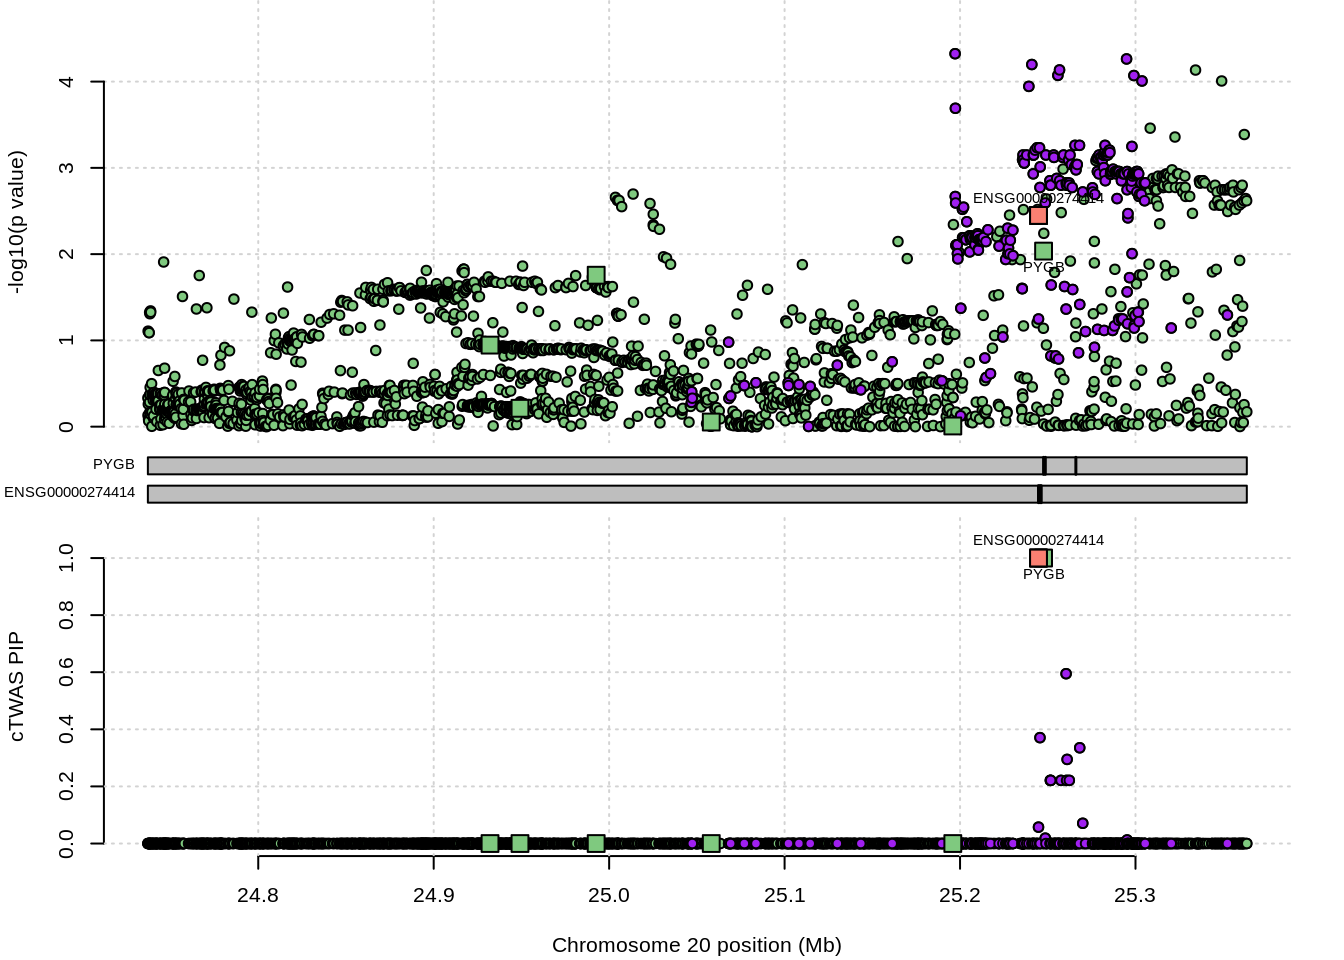 -log10(p value)
4
3
2
1
0
ENSG00000274414
PYGB
PYGB
ENSG00000274414
cTWAS PIP
1.0
0.8
0.6
0.4
0.2
0.0
ENSG00000274414
PYGB
24.8 24.9 25.0 25.1 25.2 25.3
Chromosome 20 position (Mb)